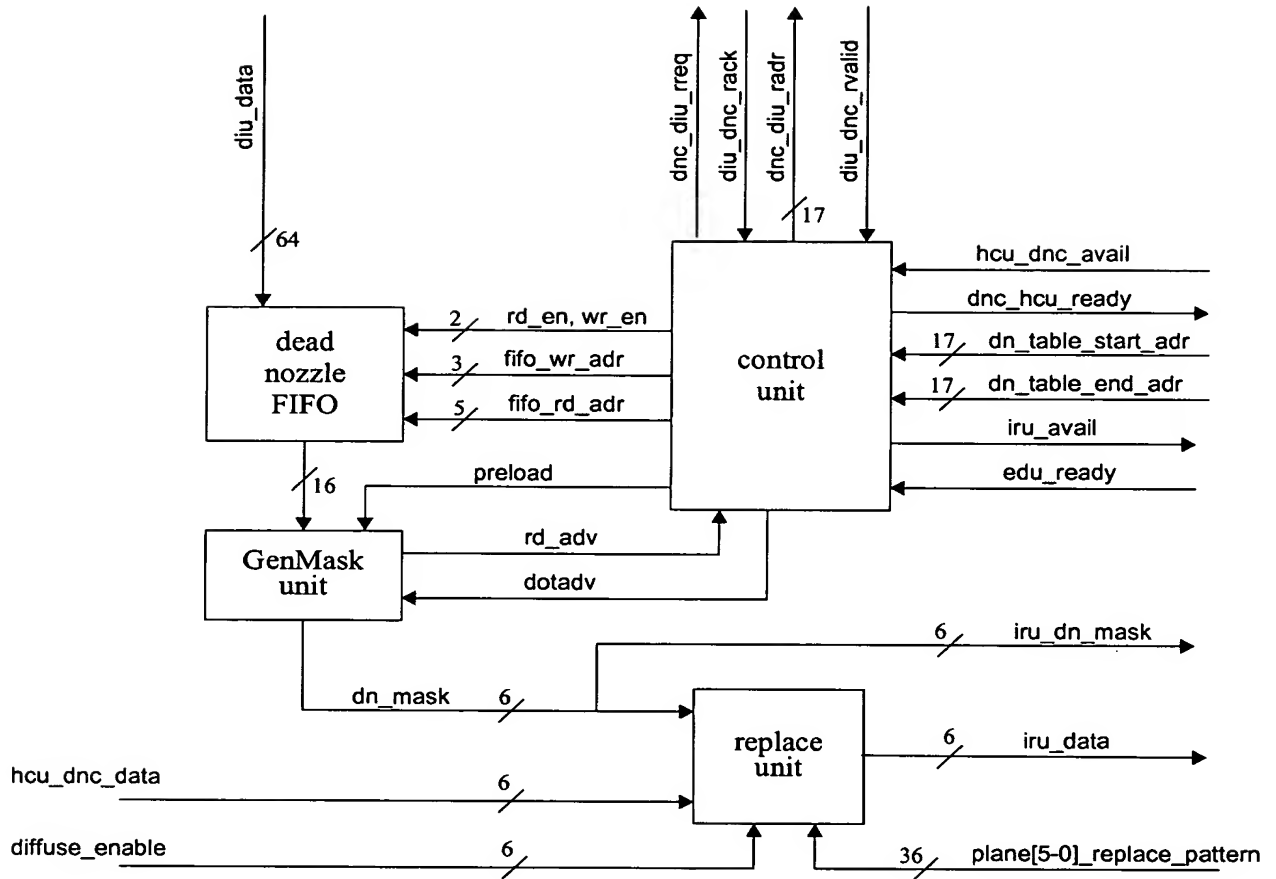 diu_data
dnc_diu_rreq
diu_dnc_rack
dnc_diu_radr
diu_dnc_rvalid
17
64
hcu_dnc_avail
dnc_hcu_ready
17 dn_table_start_adr
17 dn_table_end_adr
iru_avail
edu_ready
dead
nozzle
FIFO
2 rd_en, wr_en
3 fifo_wr_adr
5 fifo_rd_adr
control
unit
16
preload
GenMask
unit
rd_adv
dotadv
6 iru_dn_mask
dn_mask 6
replace
unit
6 iru_data
hcu_dnc_data 6
diffuse_enable 6
36 plane[5-0]_replace_pattern